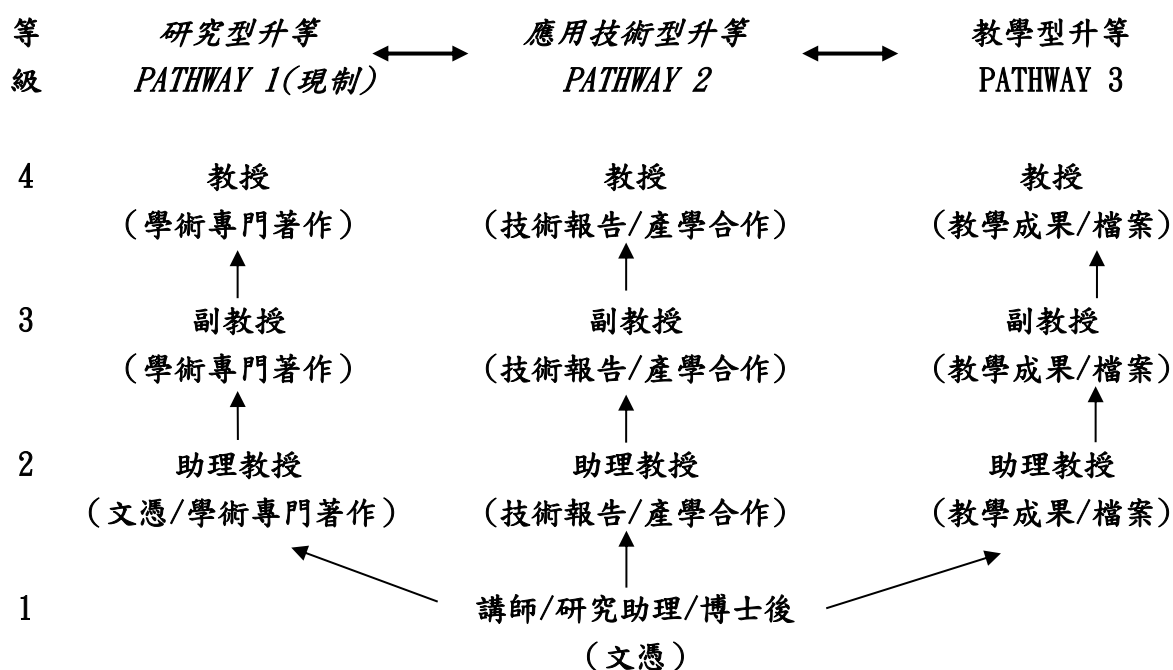 等 研究型升等 應用技術型升等 教學型升等
級 PATHWAY 1(現制) PATHWAY 2 PATHWAY 3
4 教授 教授 教授
(學術專門著作) (技術報告/產學合作) (教學成果/檔案)
3 副教授 副教授 副教授
(學術專門著作) (技術報告/產學合作) (教學成果/檔案)
2 助理教授 助理教授 助理教授
(文憑/學術專門著作) (技術報告/產學合作) (教學成果/檔案)
1 講師/研究助理/博士後
(文憑)